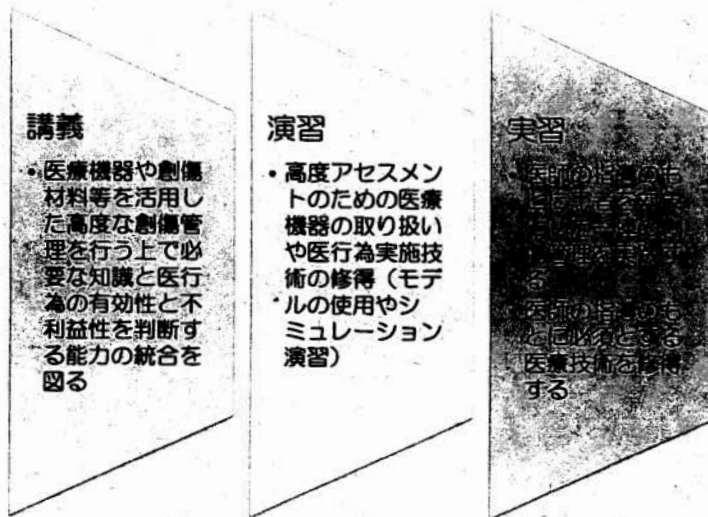 講義
• 医療機器や創傷
材料等を活用し
た高度な創傷管
理を行う上で必
要な知識と医行
為の有効性と不
利益性を判断す
る能力の統合を
図る
演習
• 高度アセスメン
トのための医療
機器の取り扱い
や医行為実施技
術の修得（モデ
ルの使用やシ
ミュレーション
演習）
実習
• 医師の指導のも
る
• 医師の指導のも
とに必須とする
医療技術を修得
する